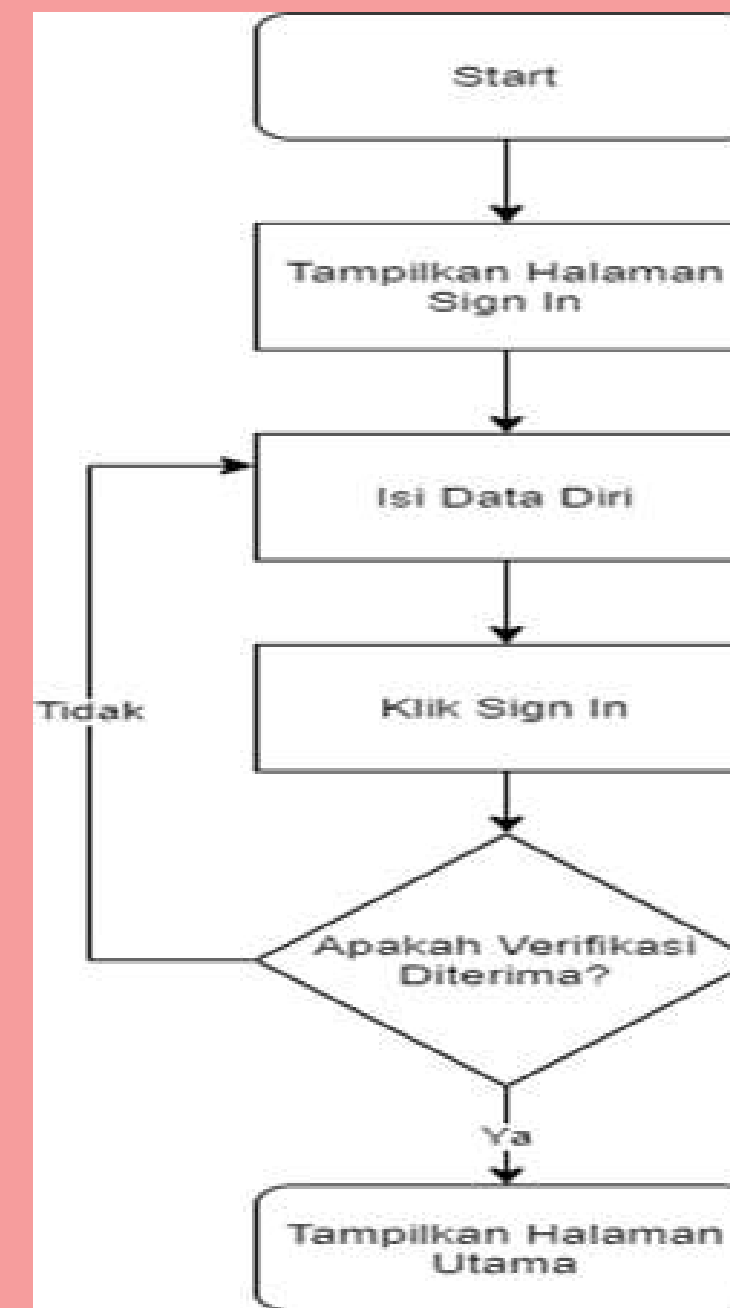 Start
Tampilkan Halaman
Sign In
Isi Data Diri
Klik Sign In
Tidak
Apakah Verifikasi
Diterima?
Ya
Tampilkan Halaman
Utama